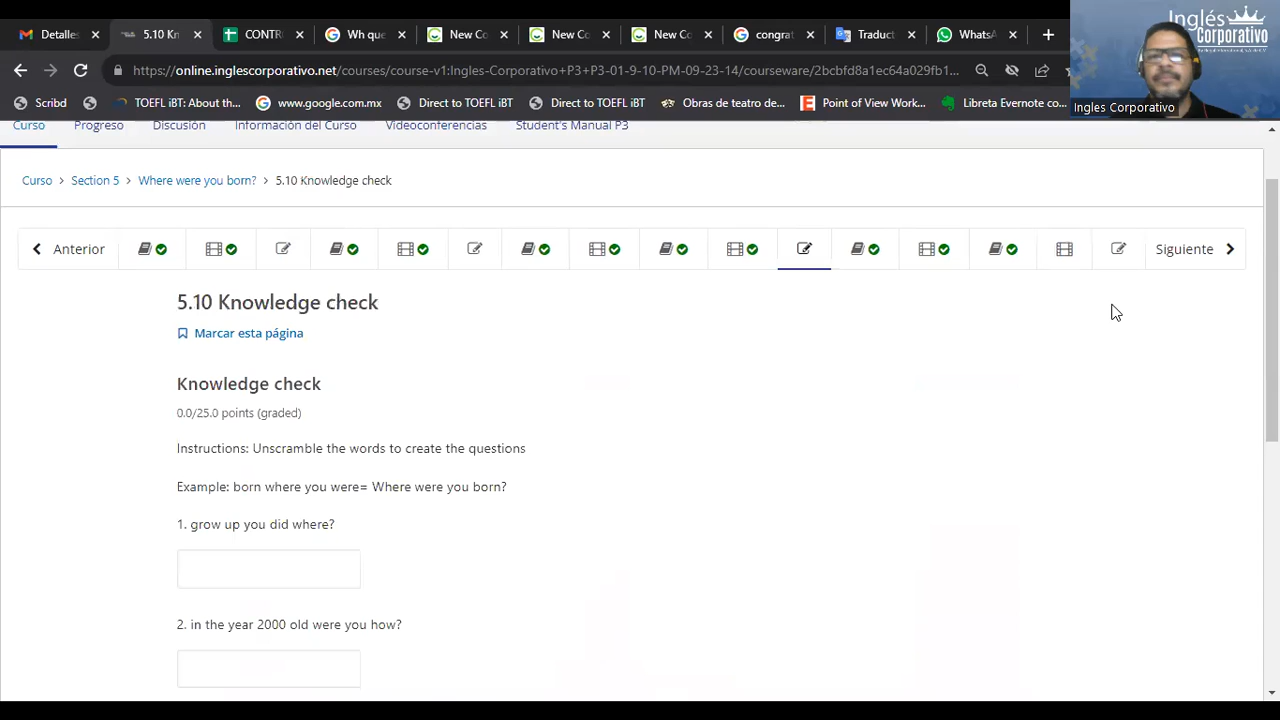 Detalles
5.10 Kn
CONTR
Wh que
New Co
New Co
New Co
congrat
Traduct
WhatsA
https://online.inglescorporativo.net/courses/course-v1:Ingles-Corporativo+P3+P3-01-9-10-PM-09-23-14/courseware/2bcbfd8a1ec64a029fb1...
Scribd
TOEFL iBT: About th...
www.google.com.mx
Direct to TOEFL iBT
Direct to TOEFL iBT
Obras de teatro de...
Point of View Work...
Libreta Evernote co...
Inglés
Corporativo
Ingles Corporativo
Curso
Progreso
Discusión
Información del Curso
Videoconferencias
Student's Manual P3
Curso > Section 5 > Where were you born? > 5.10 Knowledge check
Anterior
Siguiente
5.10 Knowledge check
Marcar esta página
Knowledge check
0.0/25.0 points (graded)
Instructions: Unscramble the words to create the questions
Example: born where you were= Where were you born?
1. grow up you did where?
2. in the year 2000 old were you how?